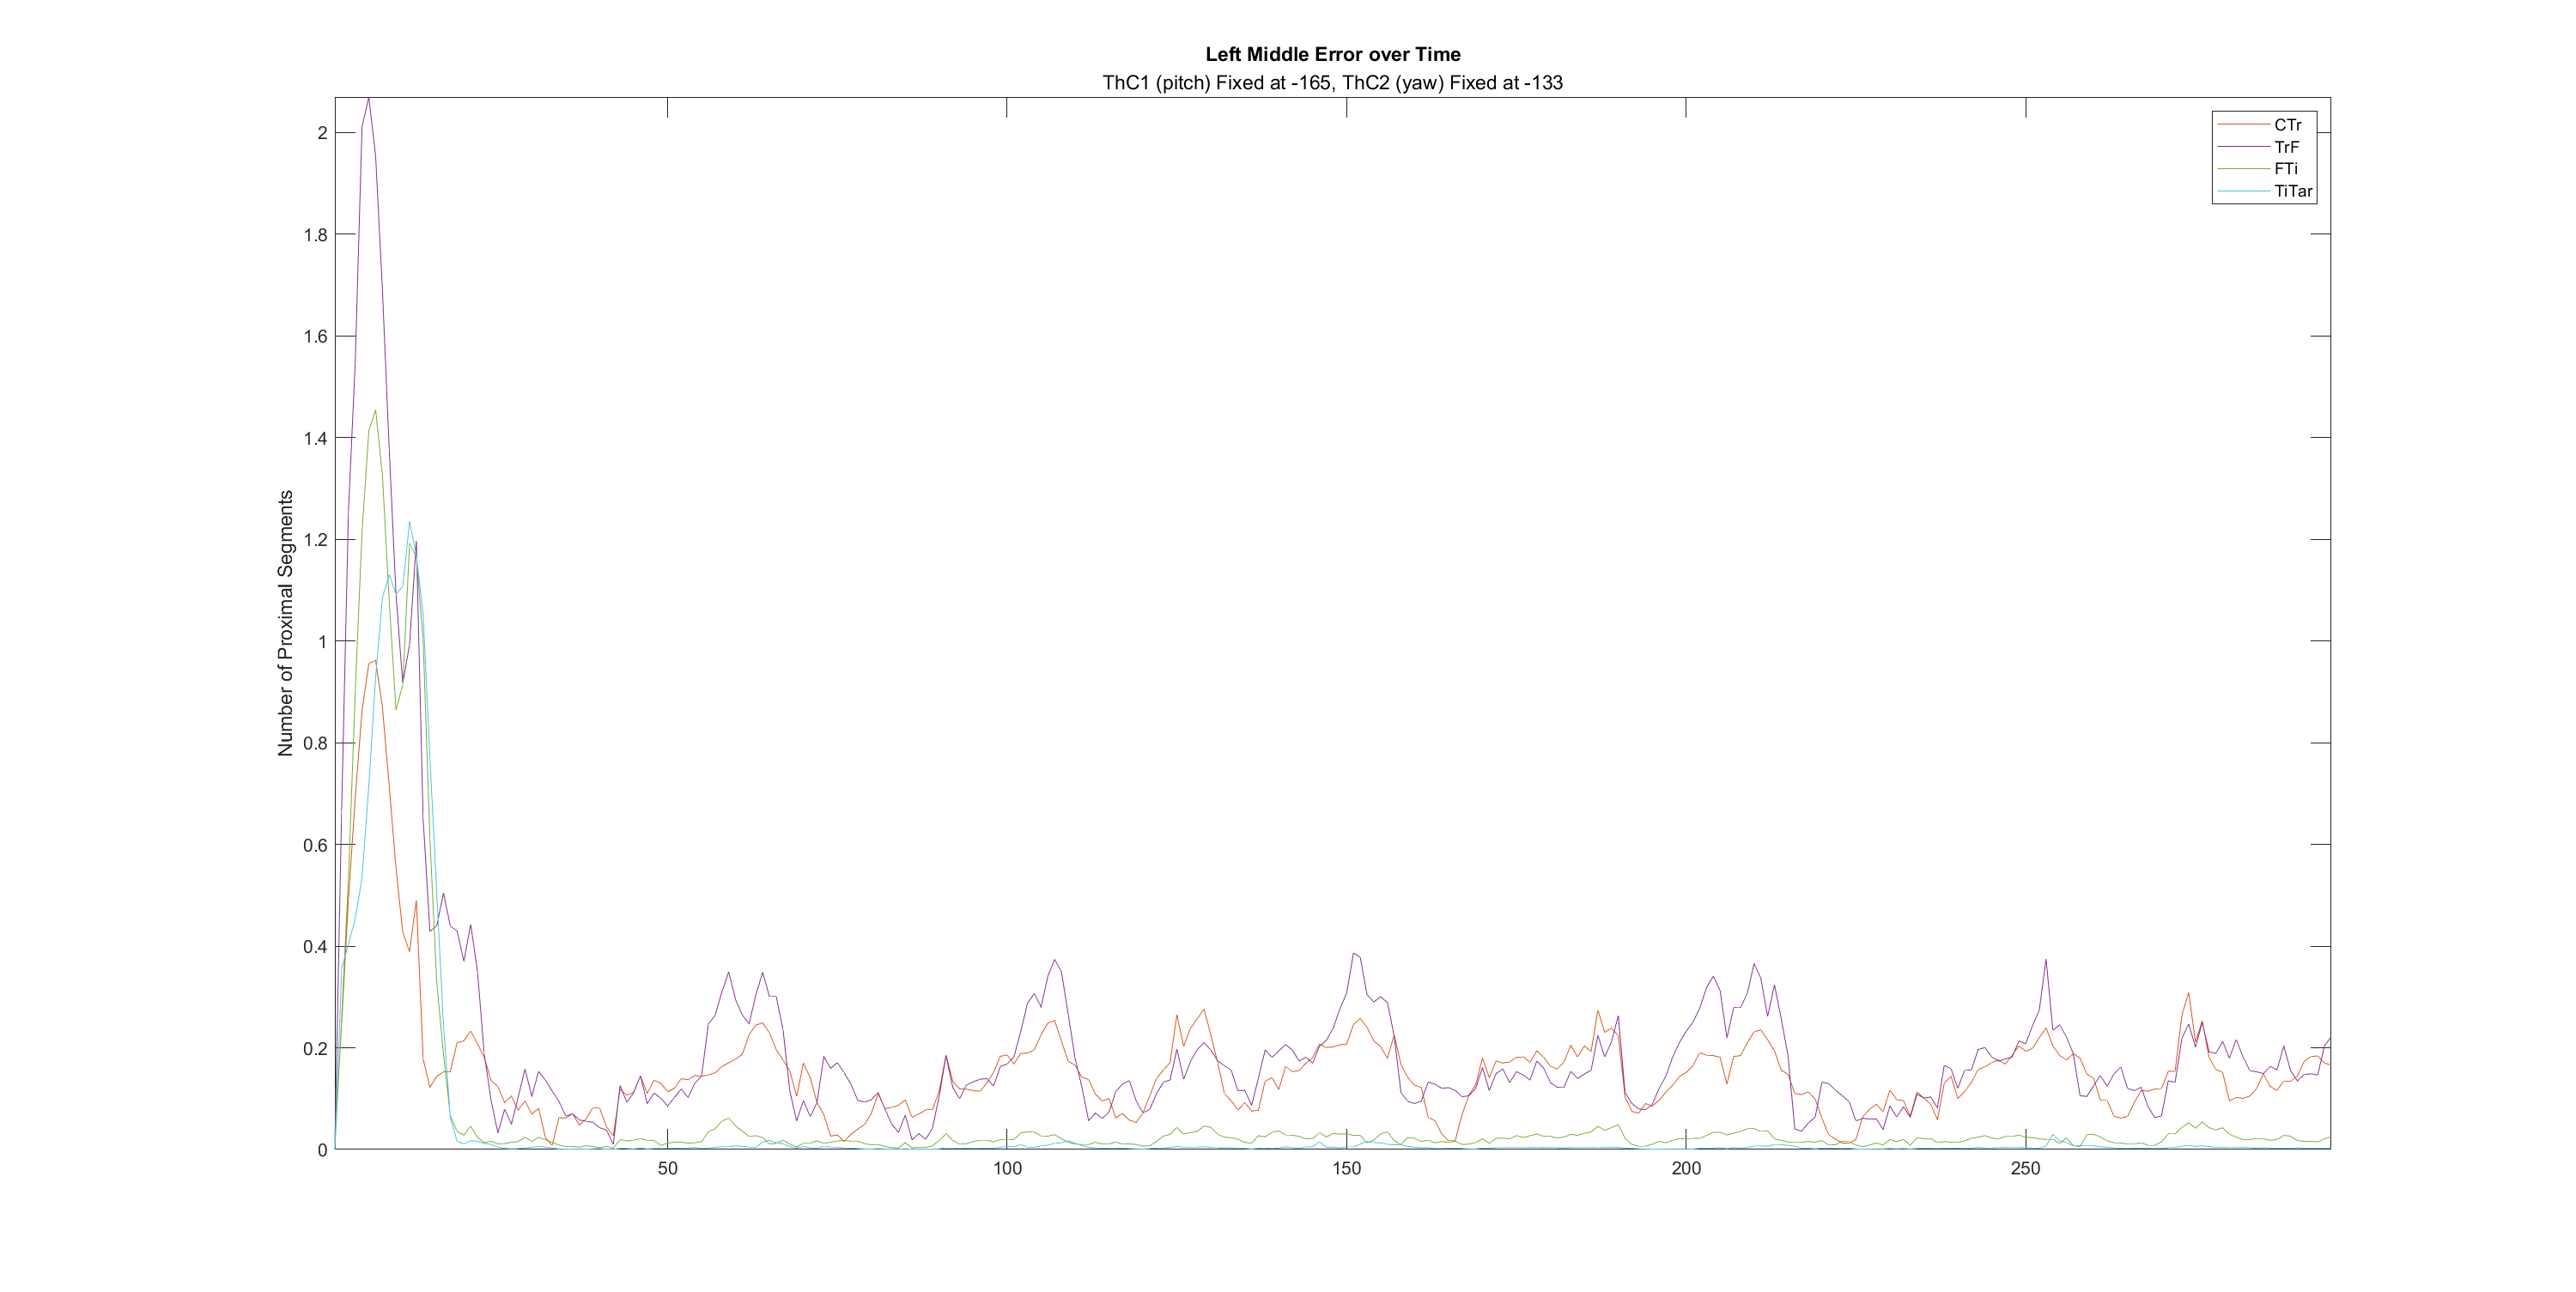 Left Middle Error over Time
ThC1 (pitch) Fixed at -165, ThC2 (yaw) Fixed at -133
CTr
TrF
FTi
TiTar
Number of Proximal Segments
2
1.8
1.6
1.4
1.2
1
0.8
0.6
0.4
0.2
0
50
100
150
200
250